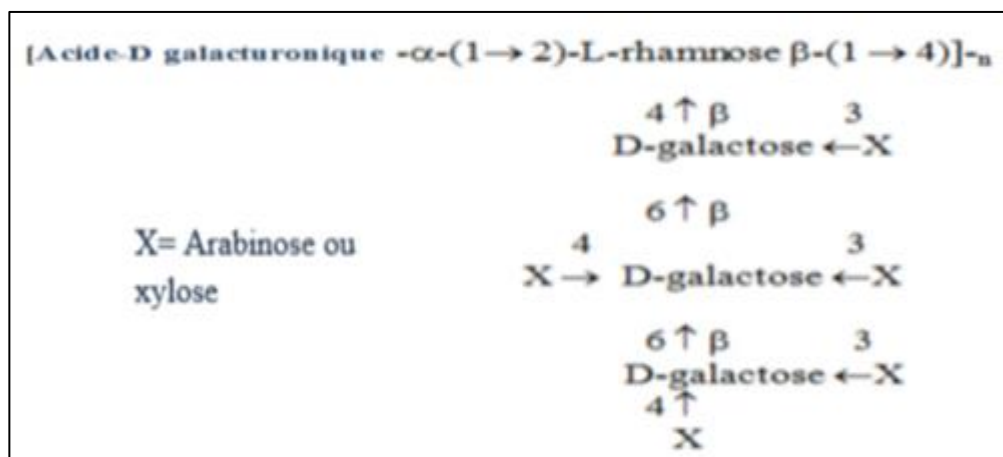 [Acide-D galacturonique -α-(1→ 2)-L-rhamnose β-(1 → 4)]-n
4 ↑ β 3
D-galactose ←X
6 ↑ β
X= Arabinose ou
xylose
4 3
X → D-galactose ←X
6 ↑ β 3
D-galactose ←X
4 ↑
X